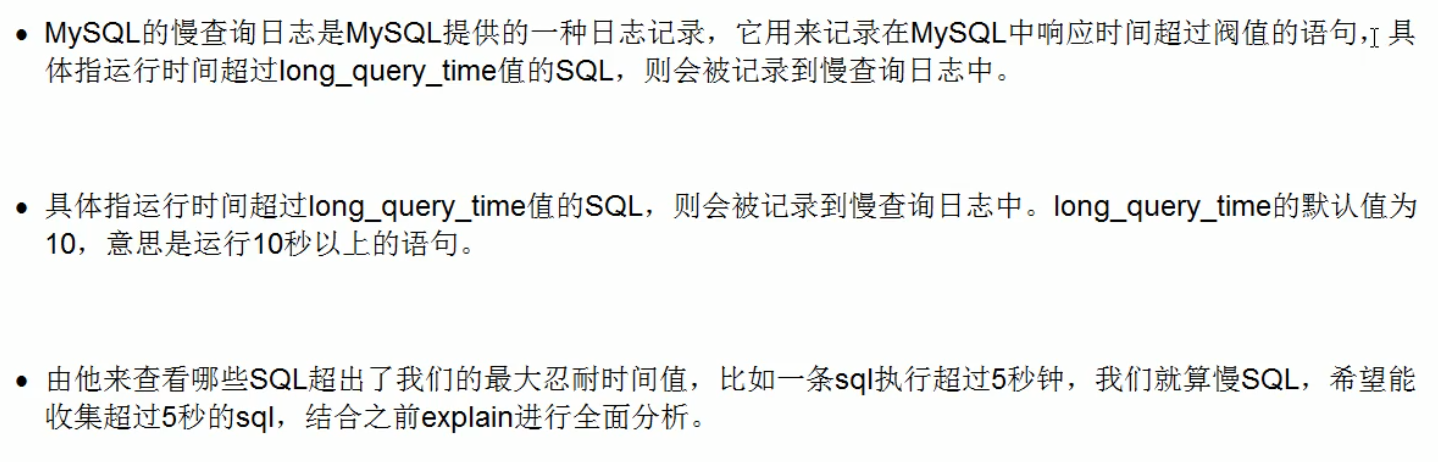 • MySQL的慢查询日志是MySQL提供的一种日志记录，它用来记录在MySQL中响应时间超过阀值的语句，具
体指运行时间超过long_query_time值的SQL，则会被记录到慢查询日志中。
• 具体指运行时间超过long_query_time值的SQL，则会被记录到慢查询日志中。long_query_time的默认值为
10，意思是运行10秒以上的语句。
• 由他来查看哪些SQL超出了我们的最大忍耐时间值，比如一条sql执行超过5秒钟，我们就算慢SQL，希望能
收集超过5秒的sql，结合之前explain进行全面分析。